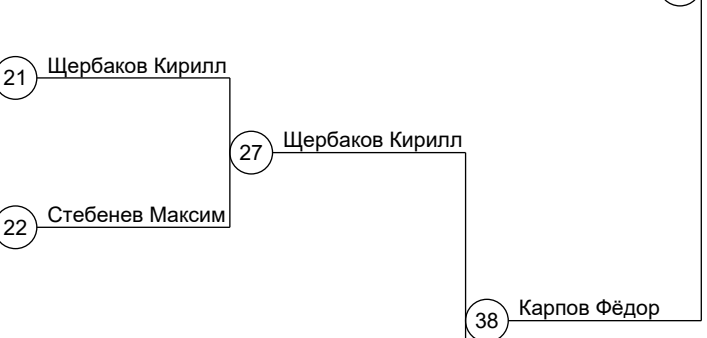 21 Щербаков Кирилл
27 Щербаков Кирилл
22 Стебенев Максим
38 Карпов Фёдор